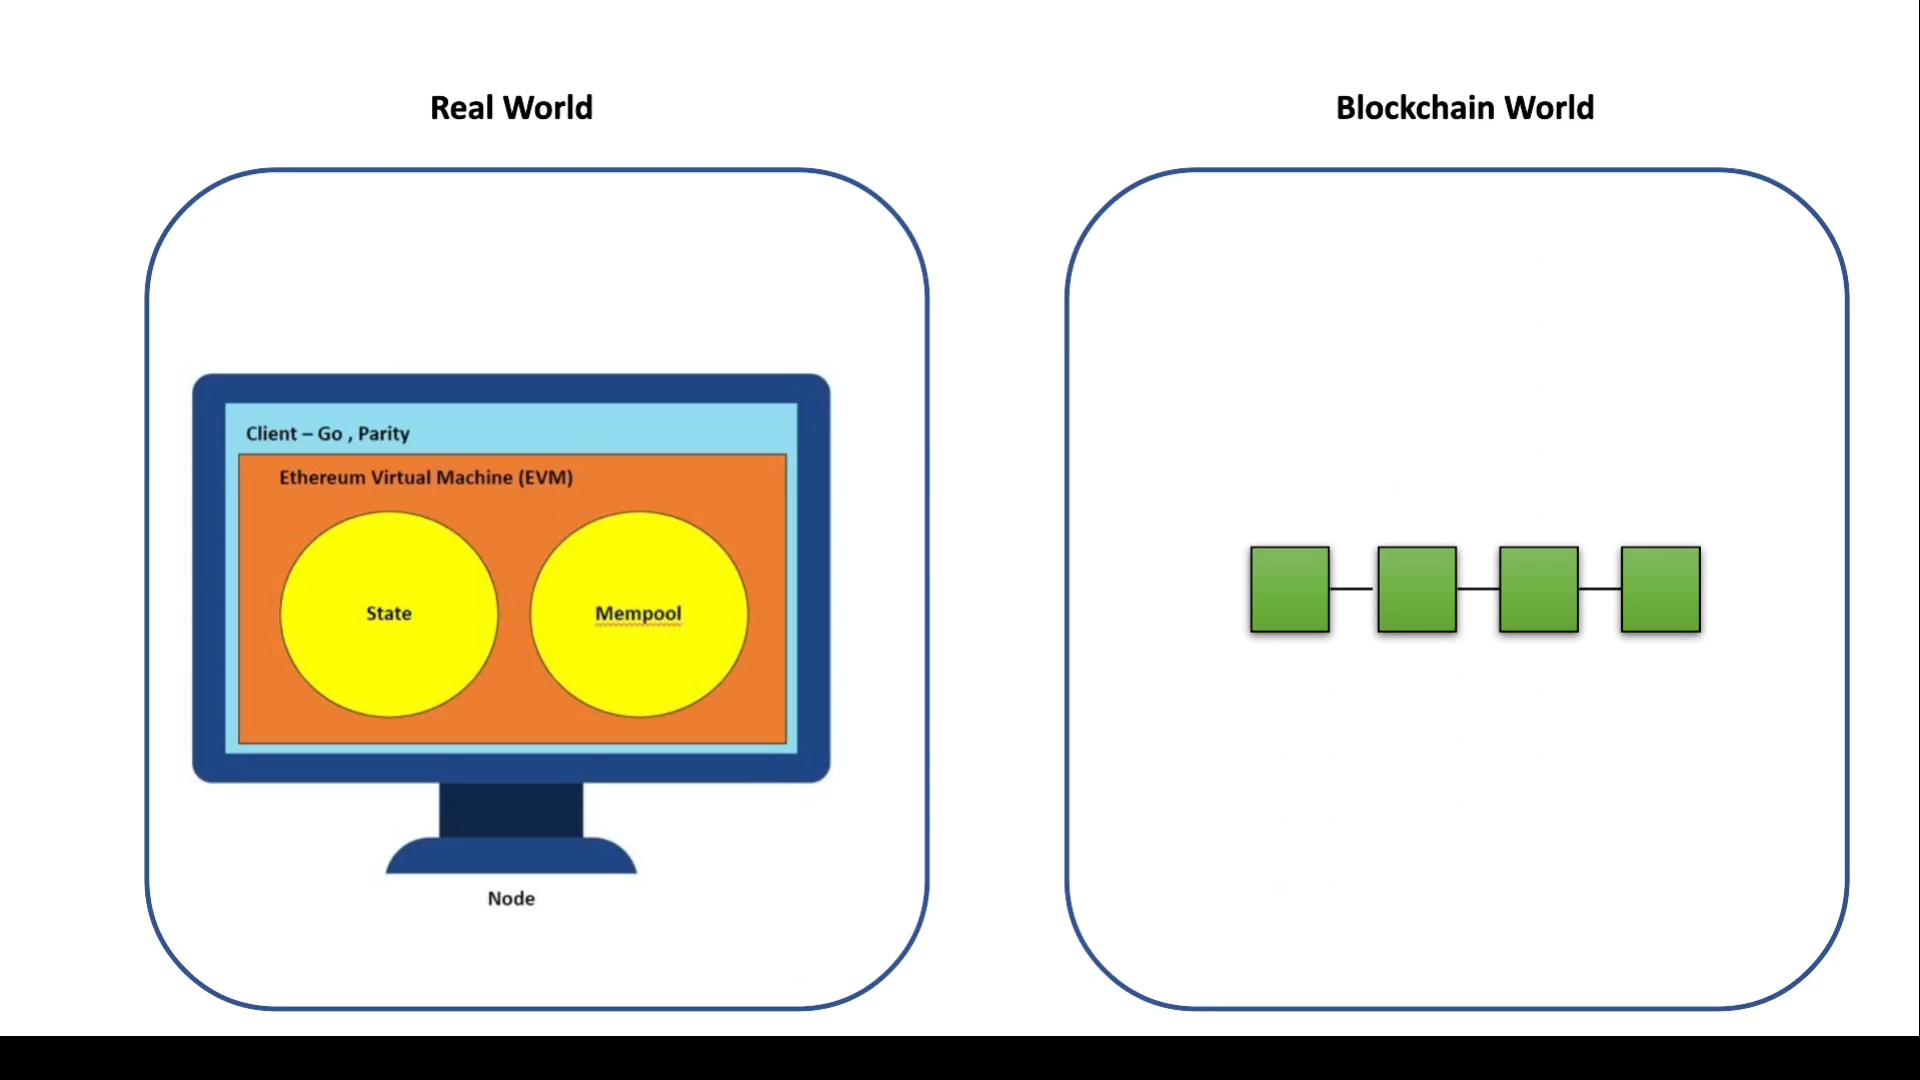 Real World
Blockchain World
Client – Go , Parity
Ethereum Virtual Machine (EVM)
State
Mempool
Node